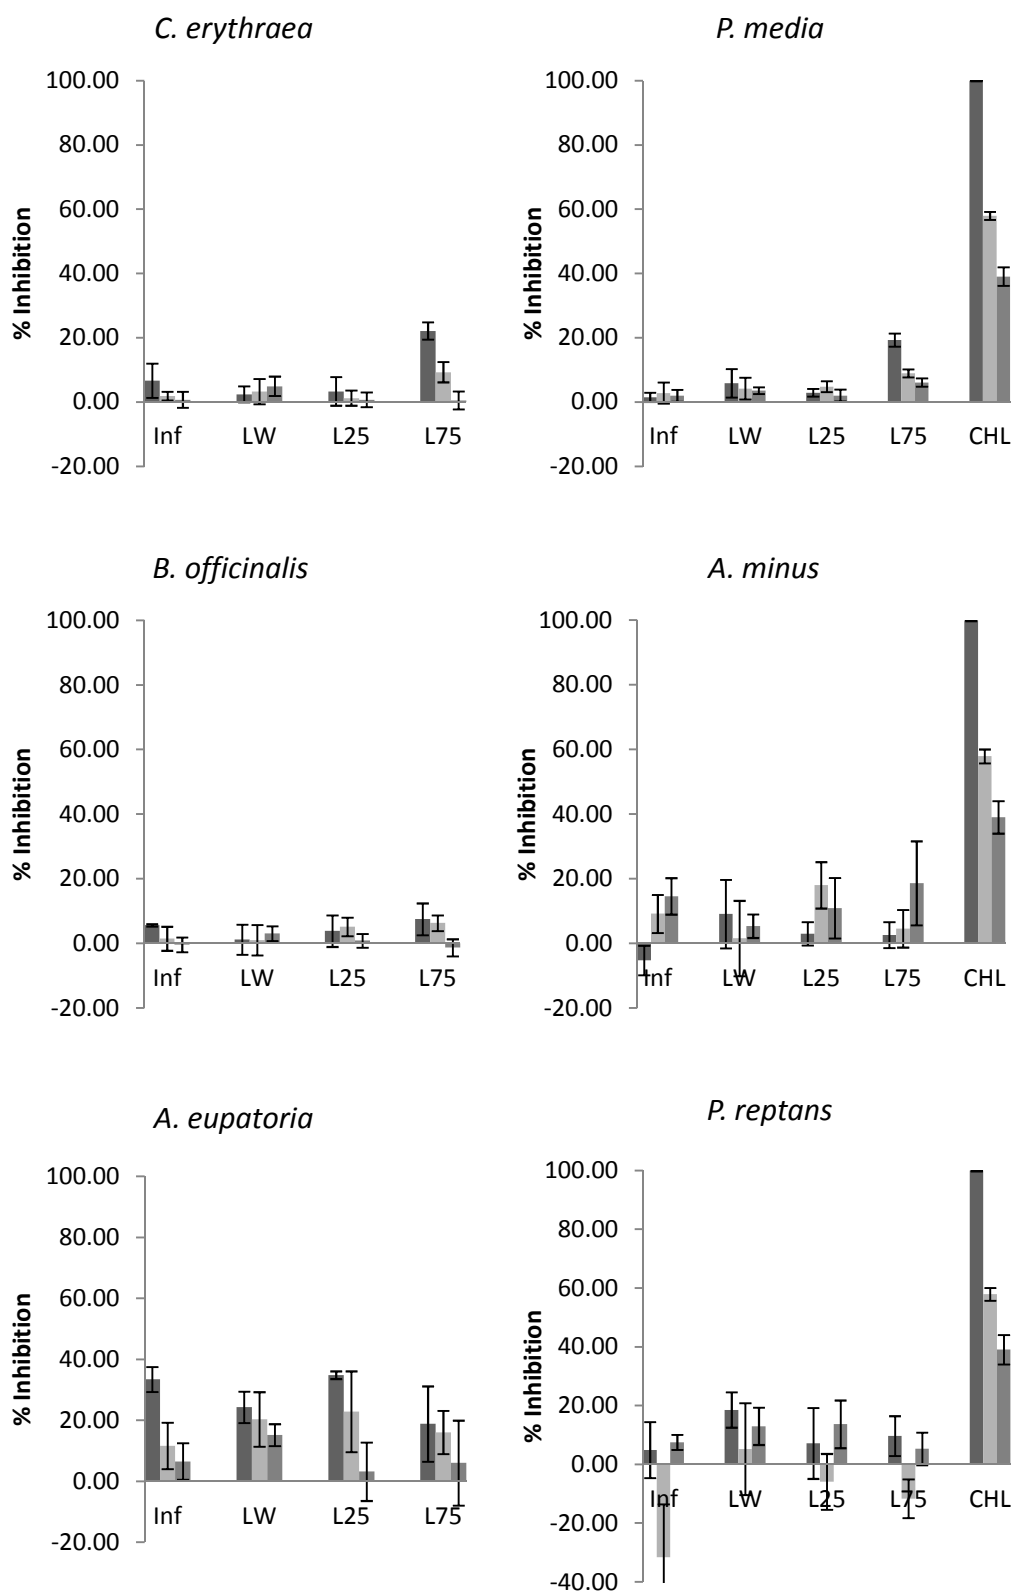 C. erythraea
100.00
80.00
60.00
40.00
20.00
0.00
-20.00
% Inhibition
Inf LW L25 L75
P. media
100.00
80.00
60.00
40.00
20.00
0.00
-20.00
% Inhibition
Inf LW L25 L75 CHL
B. officinalis
100.00
80.00
60.00
40.00
20.00
0.00
-20.00
% Inhibition
Inf LW L25 L75
A. minus
100.00
80.00
60.00
40.00
20.00
0.00
-20.00
% Inhibition
Inf LW L25 L75 CHL
A. eupatoria
100.00
80.00
60.00
40.00
20.00
0.00
-20.00
% Inhibition
Inf LW L25 L75
P. reptans
100.00
80.00
60.00
40.00
20.00
0.00
-20.00
-40.00
% Inhibition
Inf LW L25 L75 CHL